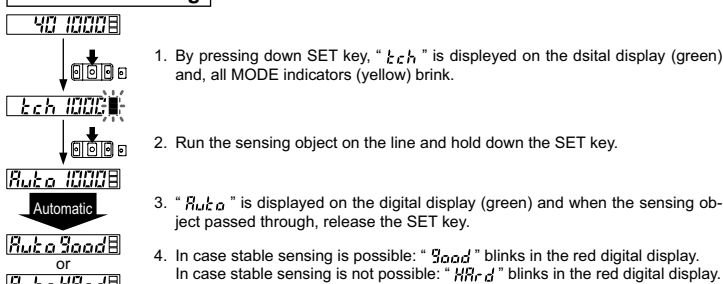 40 1000
1. By pressing down SET key, “ tch ” is displeyed on the dsital display (green)
and, all MODE indicators (yellow) brink.
tch 1000
2. Run the sensing object on the line and hold down the SET key.
Auto 1000
3. “ Auto ” is displayed on the digital display (green) and when the sensing ob-
ject passed through, release the SET key.
Automatic
Auto good
4. In case stable sensing is possible: “ good ” blinks in the red digital display.
or
In case stable sensing is not possible: “ HArd ” blinks in the red digital display.